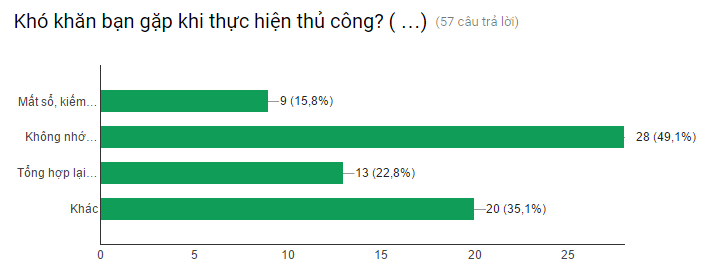 Khó khăn bạn gặp khi thực hiện thủ công? ( ...) (57 câu trả lời)
Mất sổ, kiếm... 9 (15,8%)
Không nhớ... 28 (49,1%)
Tổng hợp lại... 13 (22,8%)
Khác 20 (35,1%)
0 5 10 15 20 25